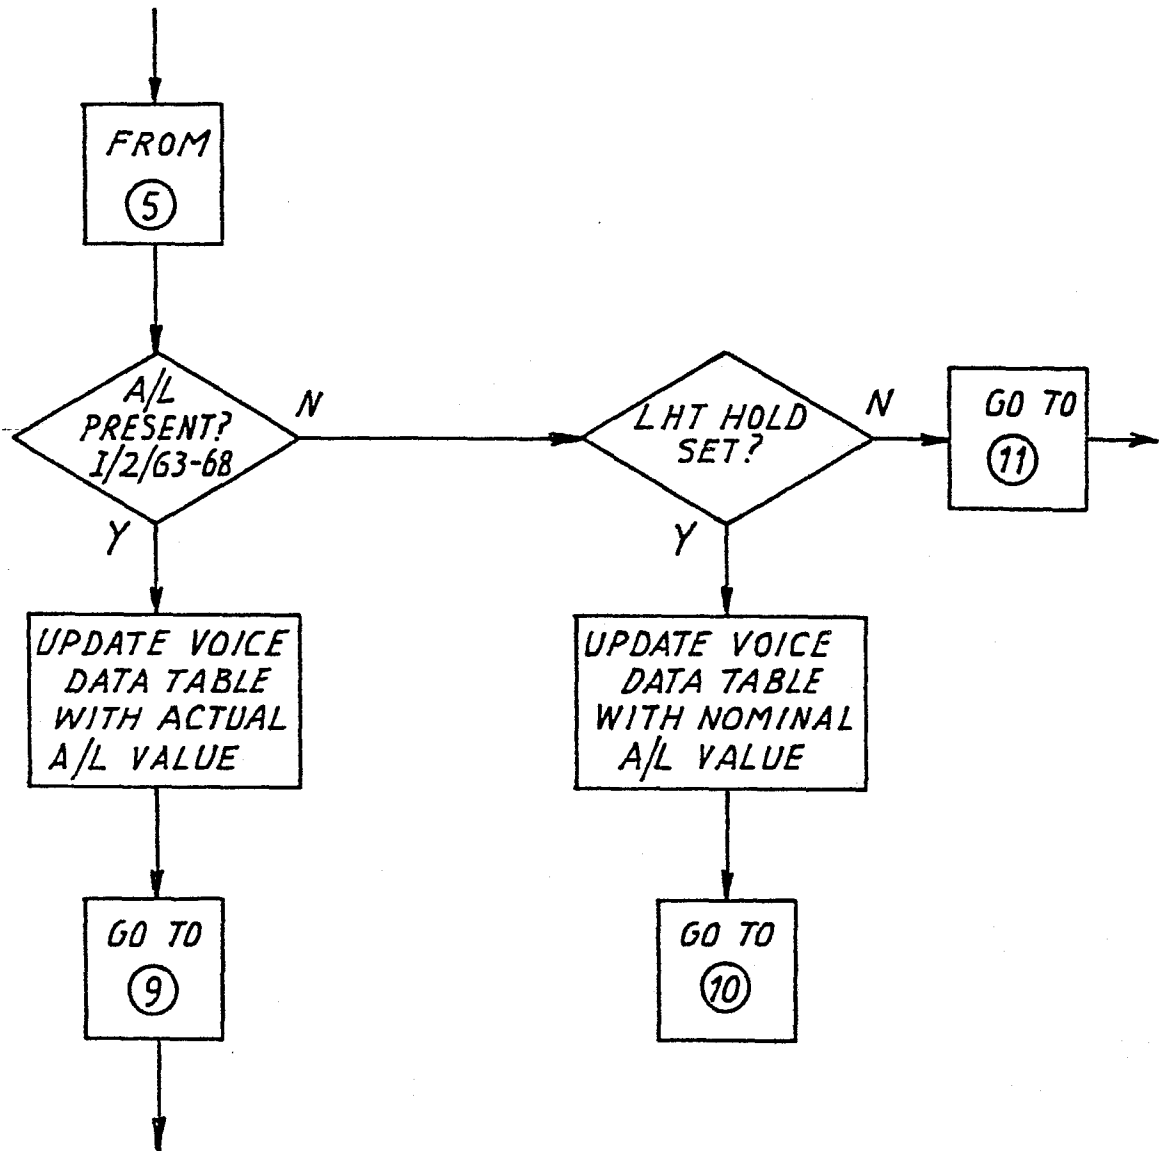 FROM
5
A/L
PRESENT?
1/2/63-68
N
Y
LHT HOLD
SET?
N
Y
GO TO
11
UPDATE VOICE
DATA TABLE
WITH ACTUAL
A/L VALUE
UPDATE VOICE
DATA TABLE
WITH NOMINAL
A/L VALUE
GO TO
9
GO TO
10